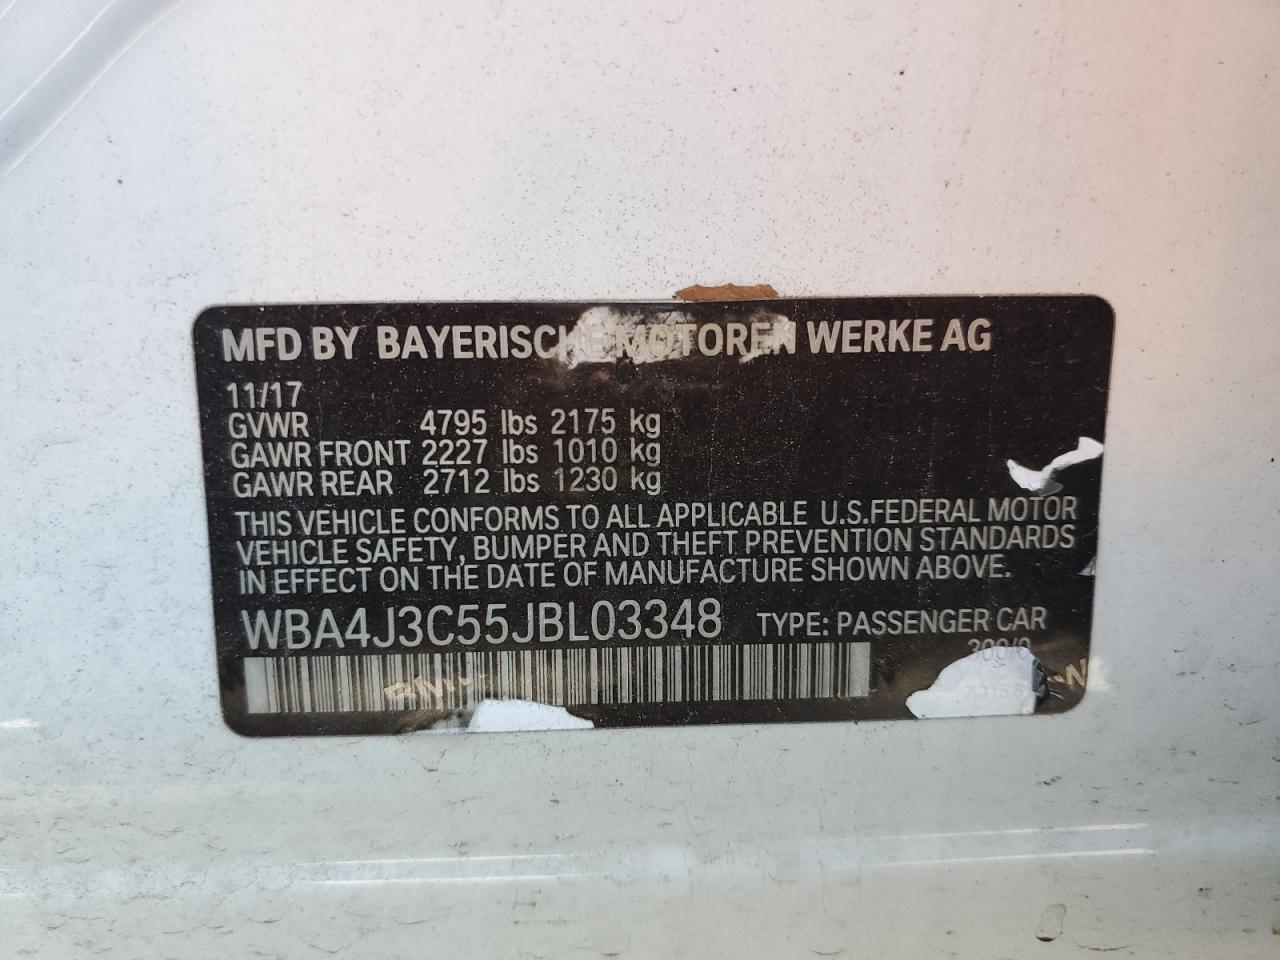 MFD BY BAYERISCHE MOTOREN WERKE AG
11/17
GVWR 4795 lbs 2175 kg
GAWR FRONT 2227 lbs 1010 kg
GAWR REAR 2712 lbs 1230 kg
THIS VEHICLE CONFORMS TO ALL APPLICABLE U.S.FEDERAL MOTOR
VEHICLE SAFETY, BUMPER AND THEFT PREVENTION STANDARDS
IN EFFECT ON THE DATE OF MANUFACTURE SHOWN ABOVE.
WBA4J3C55JBL03348 TYPE: PASSENGER CAR